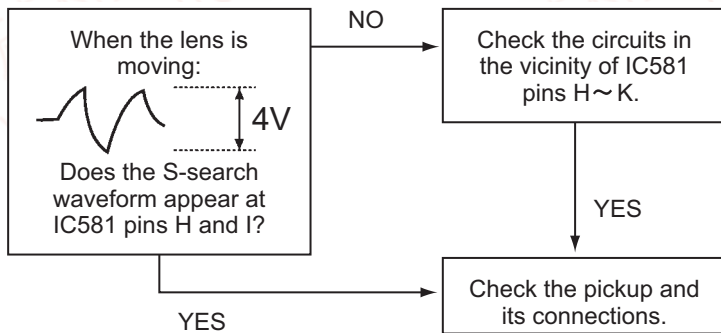 When the lens is
moving:
4V
Does the S-search
waveform appear at
IC581 pins H and I?
NO
Check the circuits in
the vicinity of IC581
pins H～K.
YES
Check the pickup and
its connections.
YES